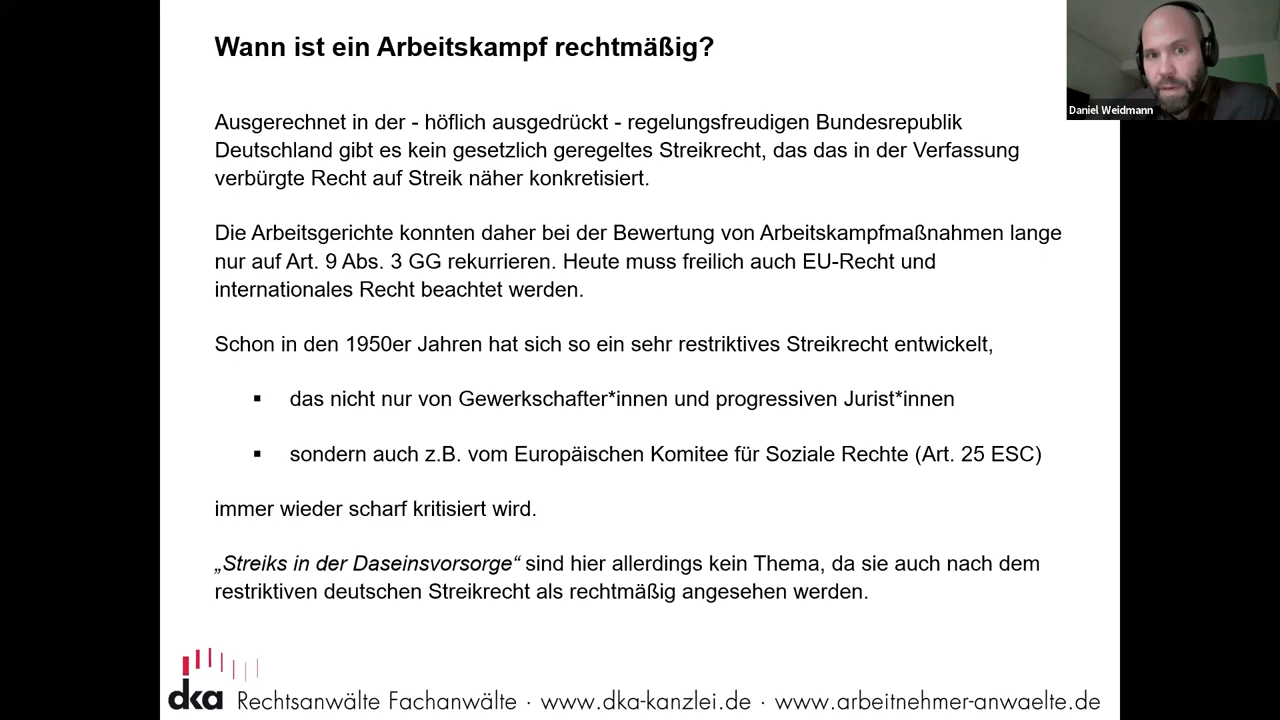 Wann ist ein Arbeitskampf rechtmäßig?
Daniel Weidmann
Ausgerechnet in der - höflich ausgedrückt - regelungsfreudigen Bundesrepublik
Deutschland gibt es kein gesetzlich geregeltes Streikrecht, das das in der Verfassung
verbürgte Recht auf Streik näher konkretisiert.
Die Arbeitsgerichte konnten daher bei der Bewertung von Arbeitskampfmaßnahmen lange
nur auf Art. 9 Abs. 3 GG rekurrieren. Heute muss freilich auch EU-Recht und
internationales Recht beachtet werden.
Schon in den 1950er Jahren hat sich so ein sehr restriktives Streikrecht entwickelt,
▪ das nicht nur von Gewerkschafter*innen und progressiven Jurist*innen
▪ sondern auch z.B. vom Europäischen Komitee für Soziale Rechte (Art. 25 ESC)
immer wieder scharf kritisiert wird.
„Streiks in der Daseinsvorsorge“ sind hier allerdings kein Thema, da sie auch nach dem
restriktiven deutschen Streikrecht als rechtmäßig angesehen werden.
dka Rechtsanwälte Fachanwälte · www.dka-kanzlei.de · www.arbeitnehmer-anwaelte.de